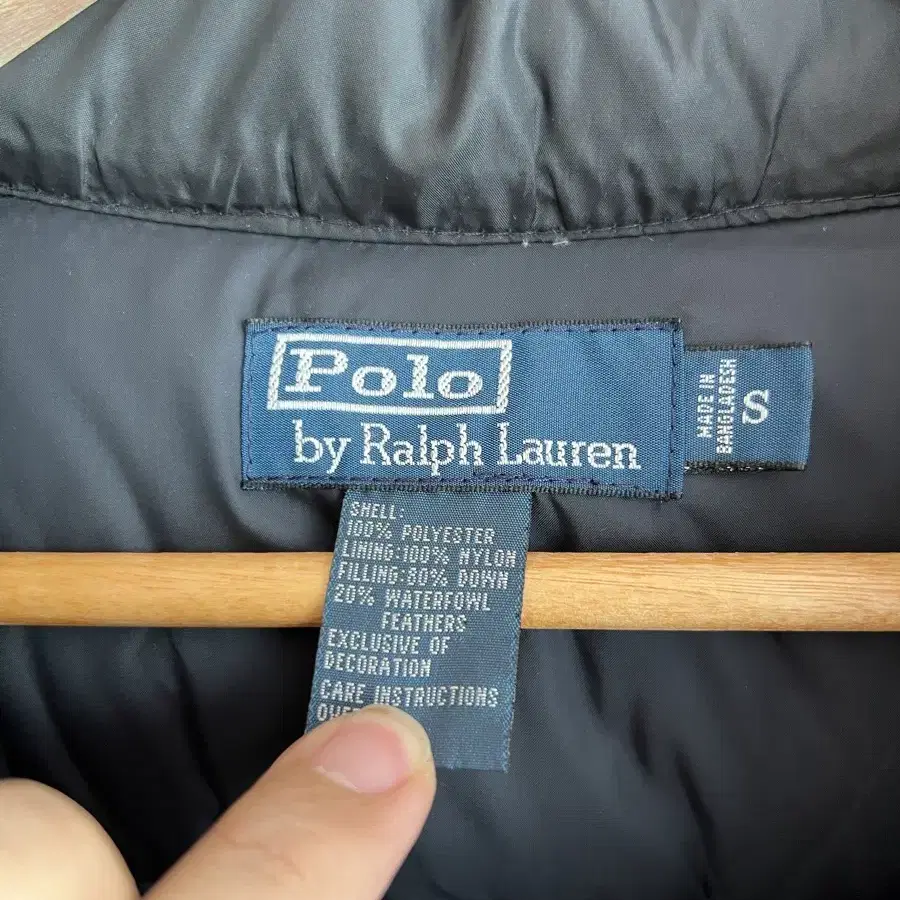 Polo
by Ralph Lauren
MADE IN
BANGLADESH
S
SHELL:
100% POLYESTER
LINING:100% NYLON
FILLING:80% DOWN
20% WATERFOWL
FEATHERS
EXCLUSIVE OF
DECORATION
CARE INSTRUCTIONS